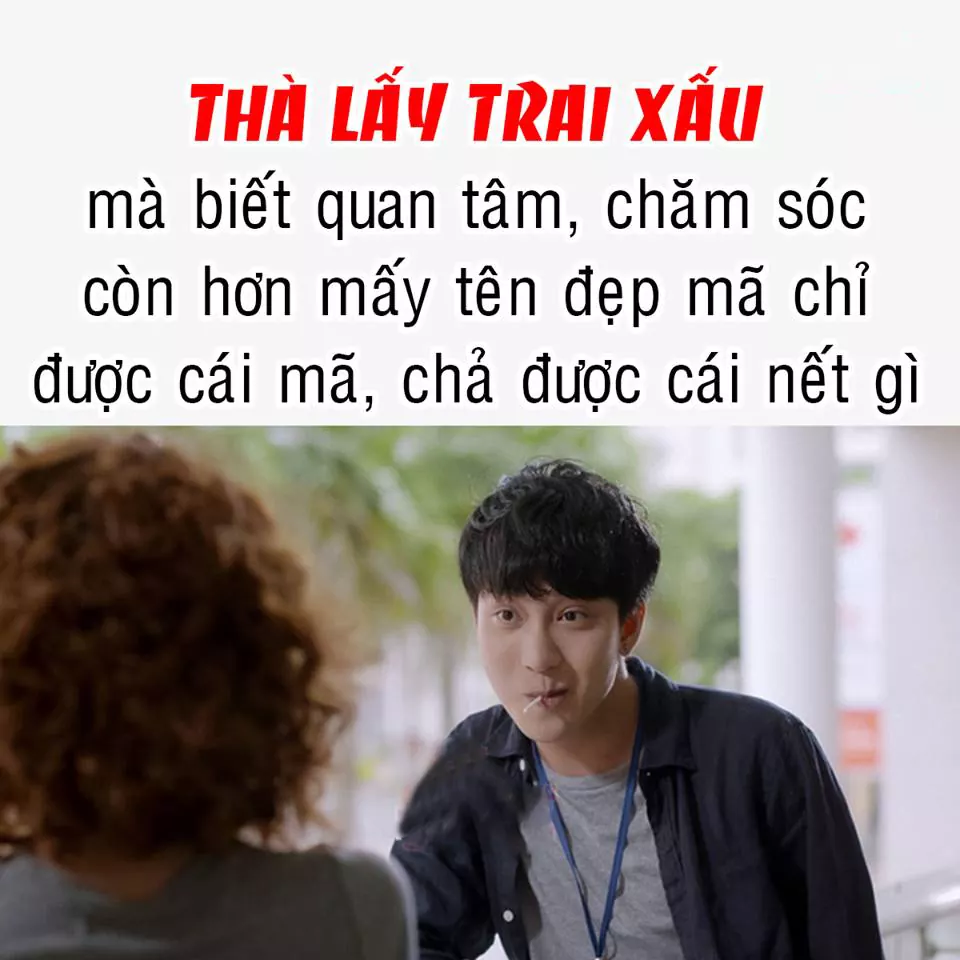 THÀ LẤY TRAI XẤU
mà biết quan tâm, chăm sóc
còn hơn mấy tên đẹp mã chỉ
được cái mã, chả được cái nết gì